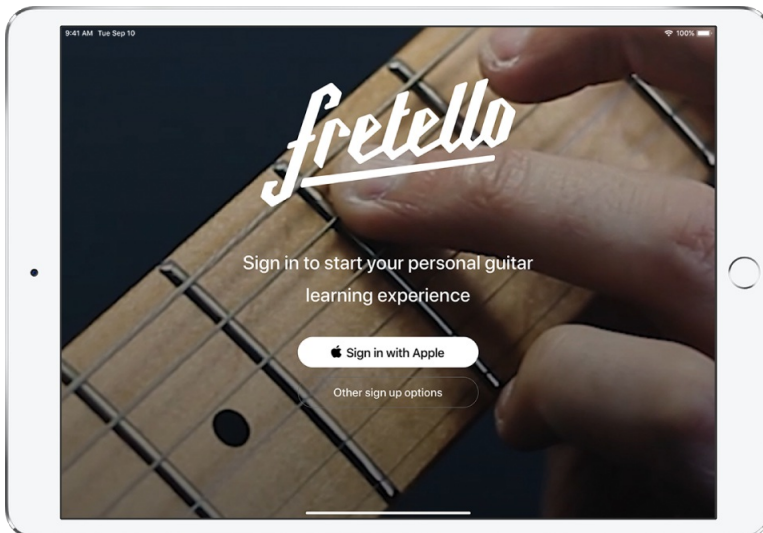 9:41 AM Tue Sep 10
100%
fretello
Sign in to start your personal guitar
learning experience
Sign in with Apple
Other sign up options